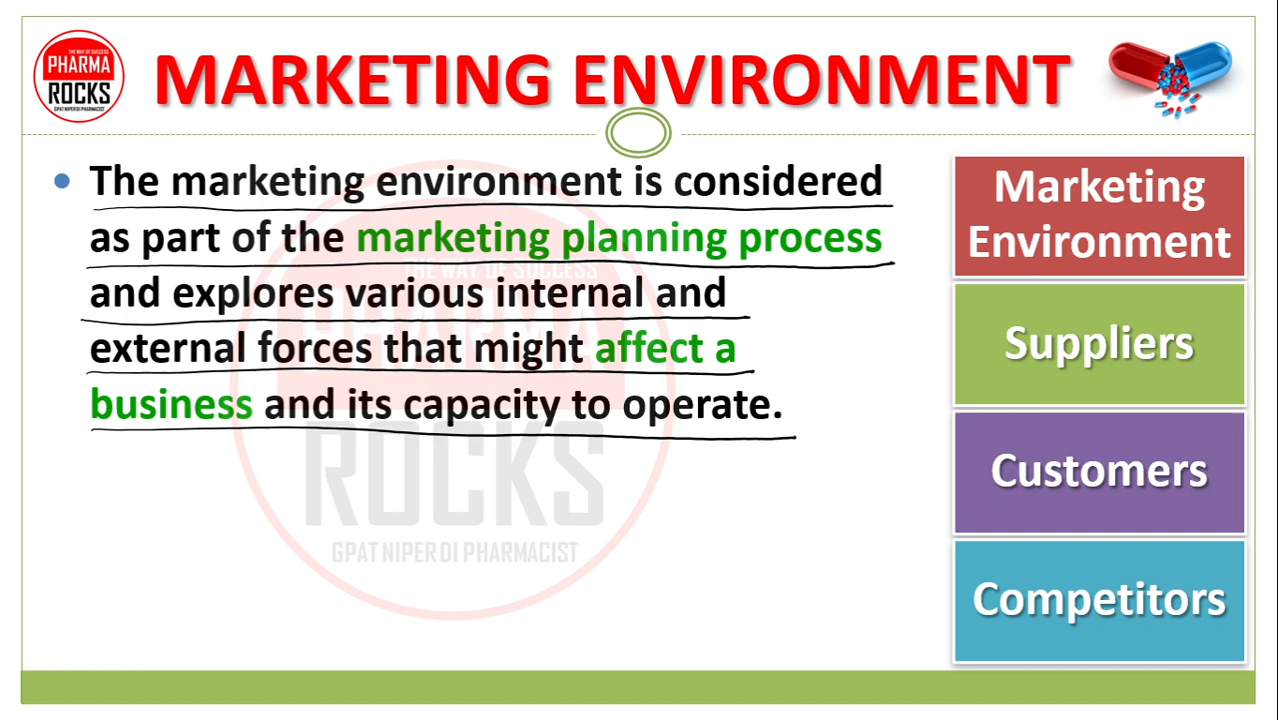 THE WAY OF SUCCESS
PHARMA
ROCKS
GPAT NIPER DI PHARMACIST
MARKETING ENVIRONMENT
• The marketing environment is considered
as part of the marketing planning process
and explores various internal and
external forces that might affect a
business and its capacity to operate.
THE WAY OF SUCCESS
PHARMA
ROCKS
GPAT NIPER DI PHARMACIST
Marketing
Environment
Suppliers
Customers
Competitors